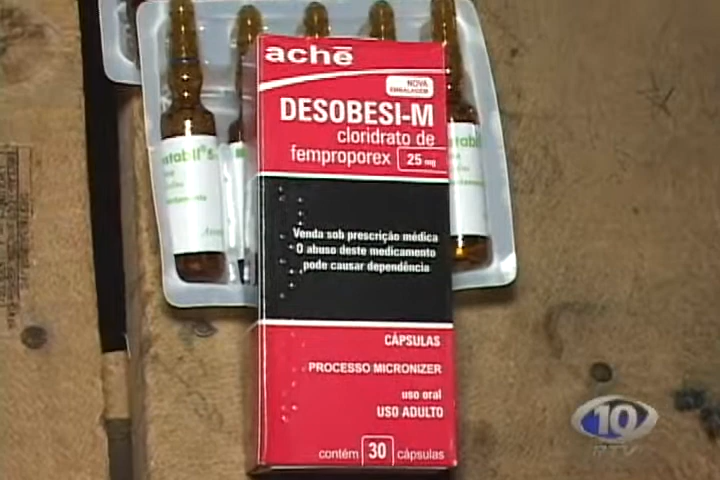 achē
NOVA
EMBALAGEM
DESOBESI-M
cloridrato de
femproporex 25 mg
Venda sob prescrição médica
O abuso deste medicamento
pode causar dependência
CÁPSULAS
PROCESSO MICRONIZER
uso oral
USO ADULTO
contém 30 cápsulas
10
RTV